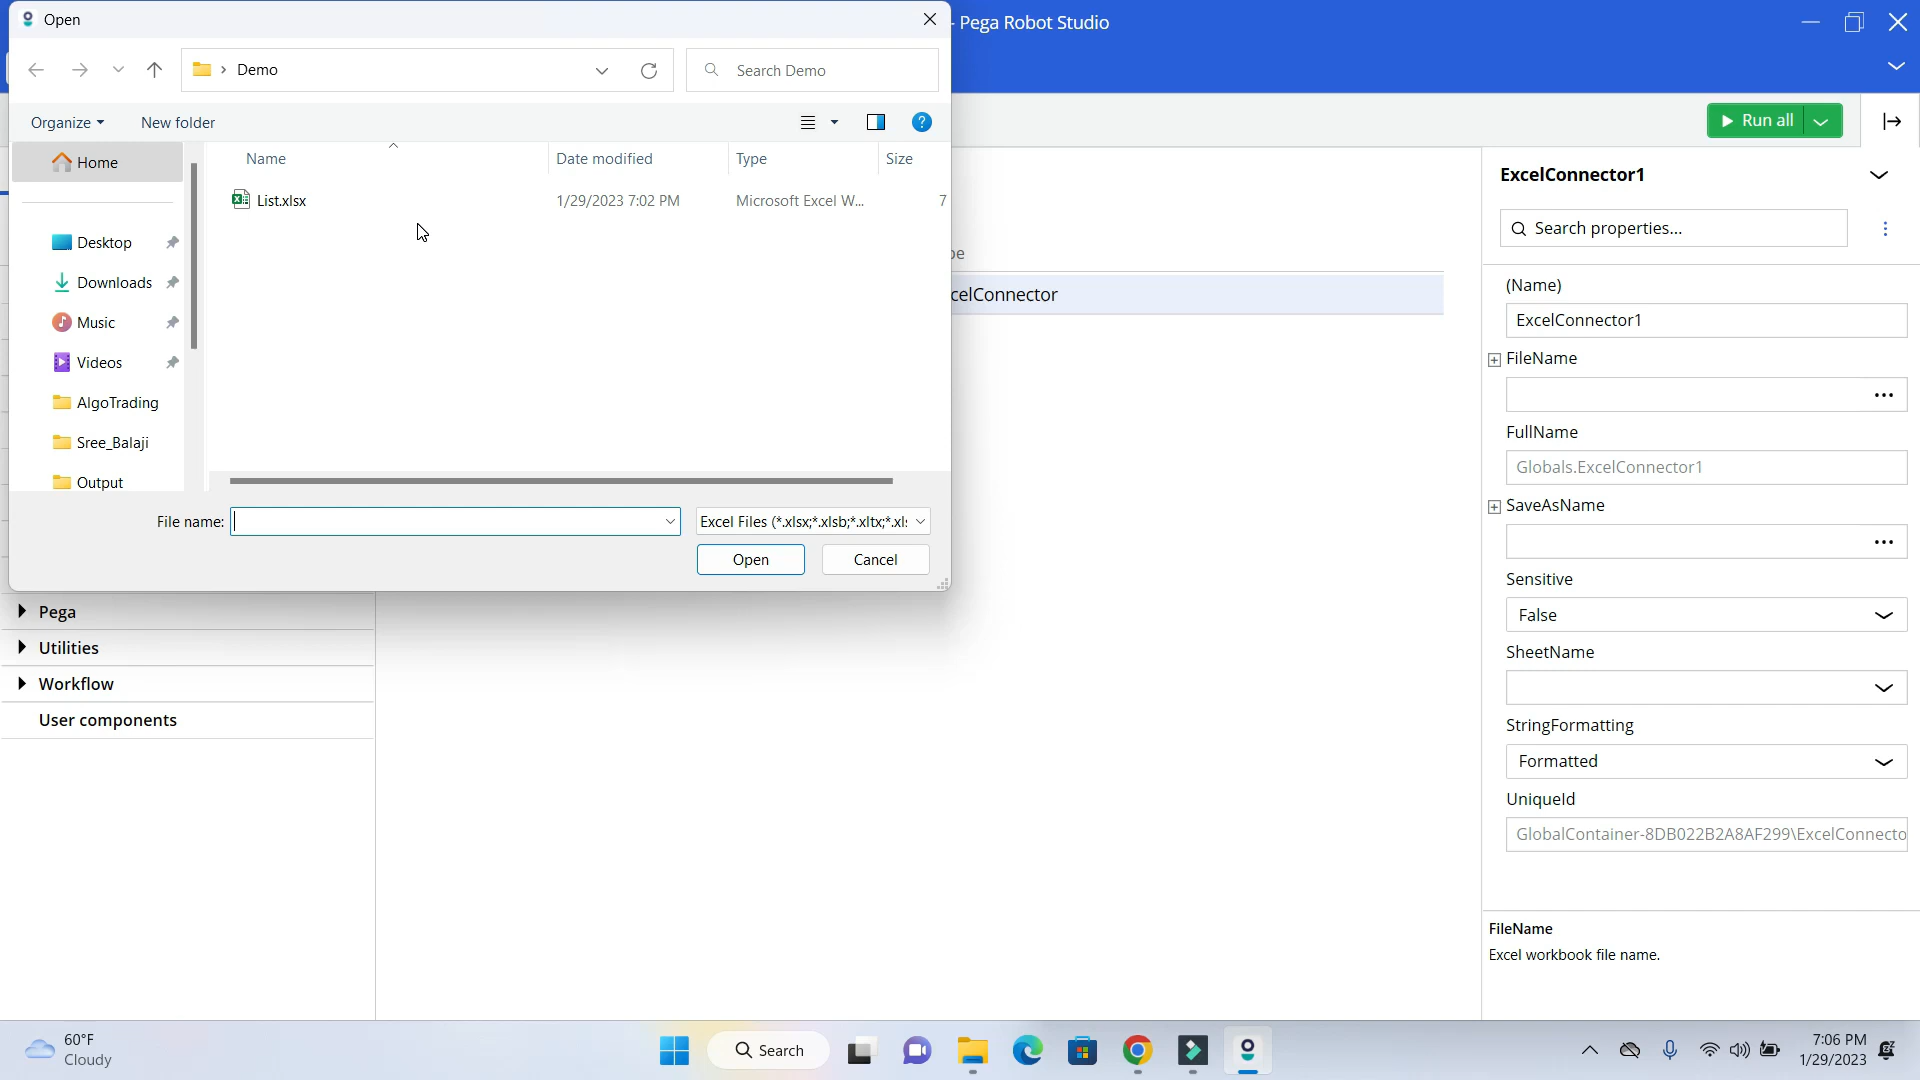 Open
- Pega Robot Studio
Demo
Search Demo
Organize
New folder
Run all
Home
Name
Date modified
Type
Size
List.xlsx
1/29/2023 7:02 PM
Microsoft Excel W...
7
Desktop
Downloads
Music
Videos
AlgoTrading
Sree_Balaji
Output
File name:
Excel Files (*.xlsx;*.xlsb;*.xltx;*.xl
Open
Cancel
pe
celConnector
ExcelConnector1
Search properties...
(Name)
ExcelConnector1
FileName
...
FullName
Globals.ExcelConnector1
SaveAsName
...
Sensitive
False
SheetName
StringFormatting
Formatted
UniqueId
GlobalContainer-8DB022B2A8AF299\ExcelConnecto
FileName
Excel workbook file name.
Pega
Utilities
Workflow
User components
60°F
Cloudy
Search
7:06 PM
1/29/2023